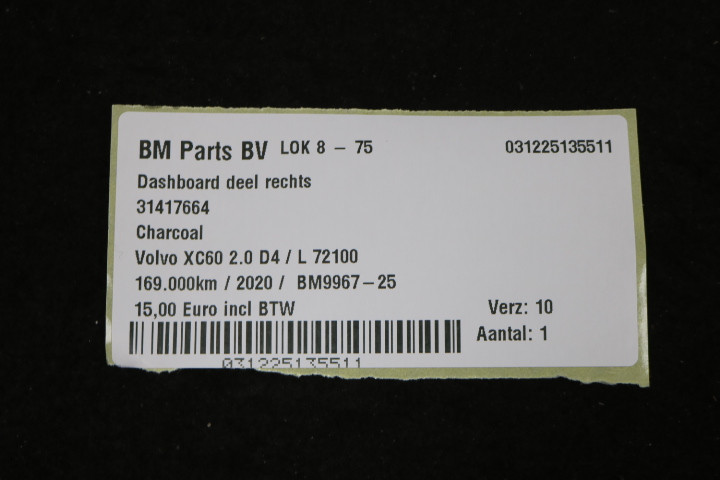 BM Parts BV LOK 8 - 75 031225135511
Dashboard deel rechts
31417664
Charcoal
Volvo XC60 2.0 D4 / L 72100
169.000km / 2020 / BM9967-25
15,00 Euro incl BTW Verz: 10
Aantal: 1
031225135511